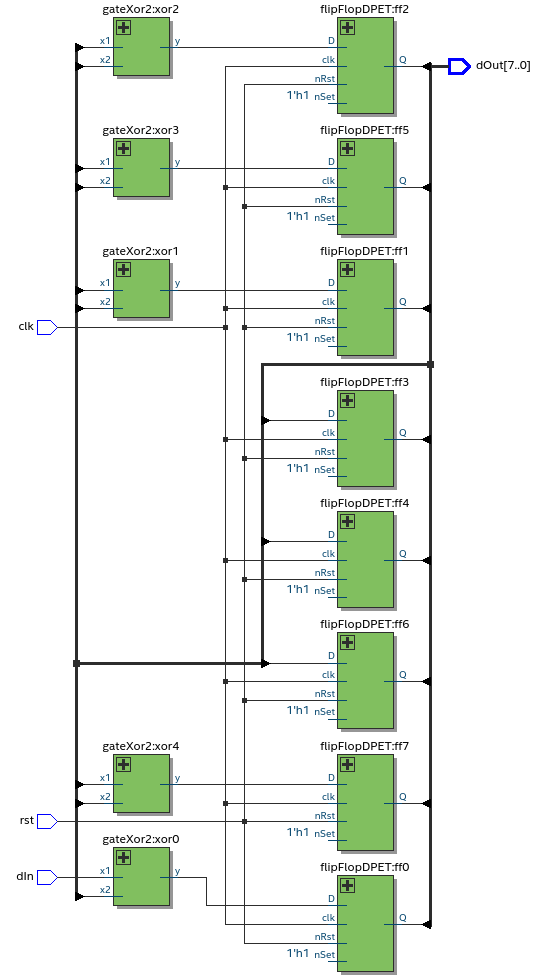 gateXor2:xor2 flipFlopDPET:ff2
x1 y D
x2 clk Q dOut[7..0]
nRst
1'h1 nSet
gateXor2:xor3 flipFlopDPET:ff5
x1 y D
x2 clk Q
nRst
1'h1 nSet
gateXor2:xor1 flipFlopDPET:ff1
x1 y D
x2 clk Q
clk nRst
1'h1 nSet
flipFlopDPET:ff3
D
clk Q
nRst
1'h1 nSet
flipFlopDPET:ff4
D
clk Q
nRst
1'h1 nSet
flipFlopDPET:ff6
D
clk Q
nRst
1'h1 nSet
gateXor2:xor4 flipFlopDPET:ff7
x1 y D
x2 clk Q
rst nRst
1'h1 nSet
gateXor2:xor0 flipFlopDPET:ff0
dIn x1 y
x2 D
clk Q
nRst
1'h1 nSet